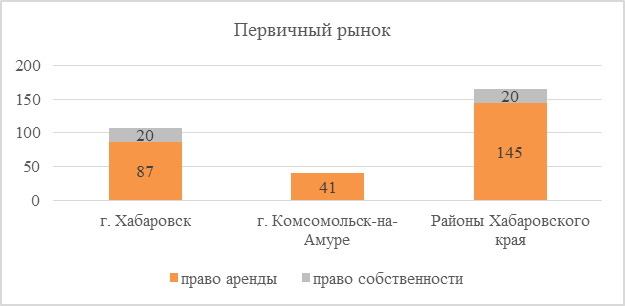 Первичный рынок
200
150
100
50
0
20
87
41
20
145
г. Хабаровск
г. Комсомольск-на-
Амуре
Районы Хабаровского
края
право аренды
право собственности